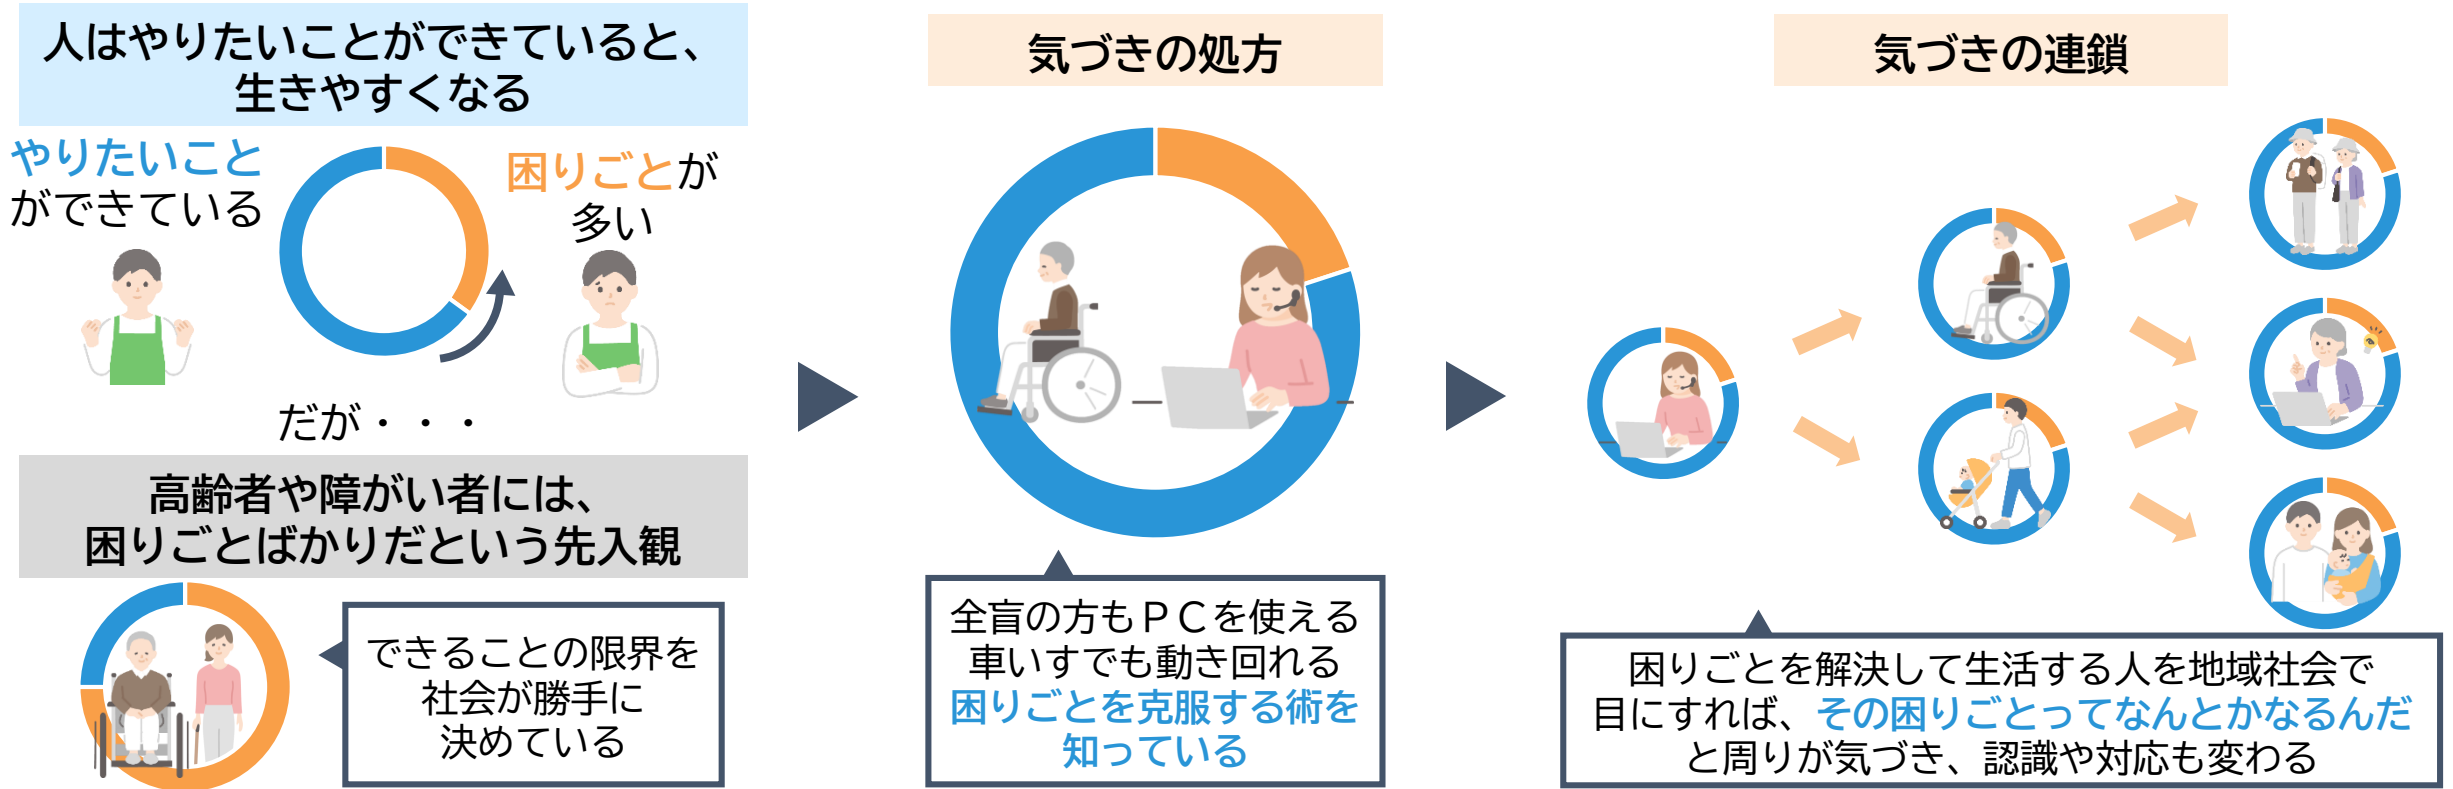 人はやりたいことができていると、
生きやすくなる
やりたいこと
ができている
困りごとが
多い
だが・・・
高齢者や障がい者には、
困りごとばかりだという先入観
できることの限界を
社会が勝手に
決めている
気づきの処方
全盲の方もＰＣを使える
車いすでも動き回れる
困りごとを克服する術を
知っている
気づきの連鎖
困りごとを解決して生活する人を地域社会で
目にすれば、その困りごとってなんとかなるんだ
と周りが気づき、認識や対応も変わる